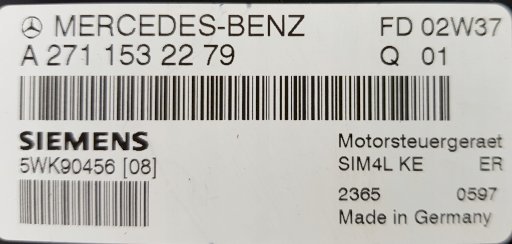 MERCEDES-BENZ FD 02W37
A 271 153 22 79 Q 01
SIEMENS Motorsteuergeraet
5WK90456 [08] SIM4L KE ER
2365 0597
Made in Germany